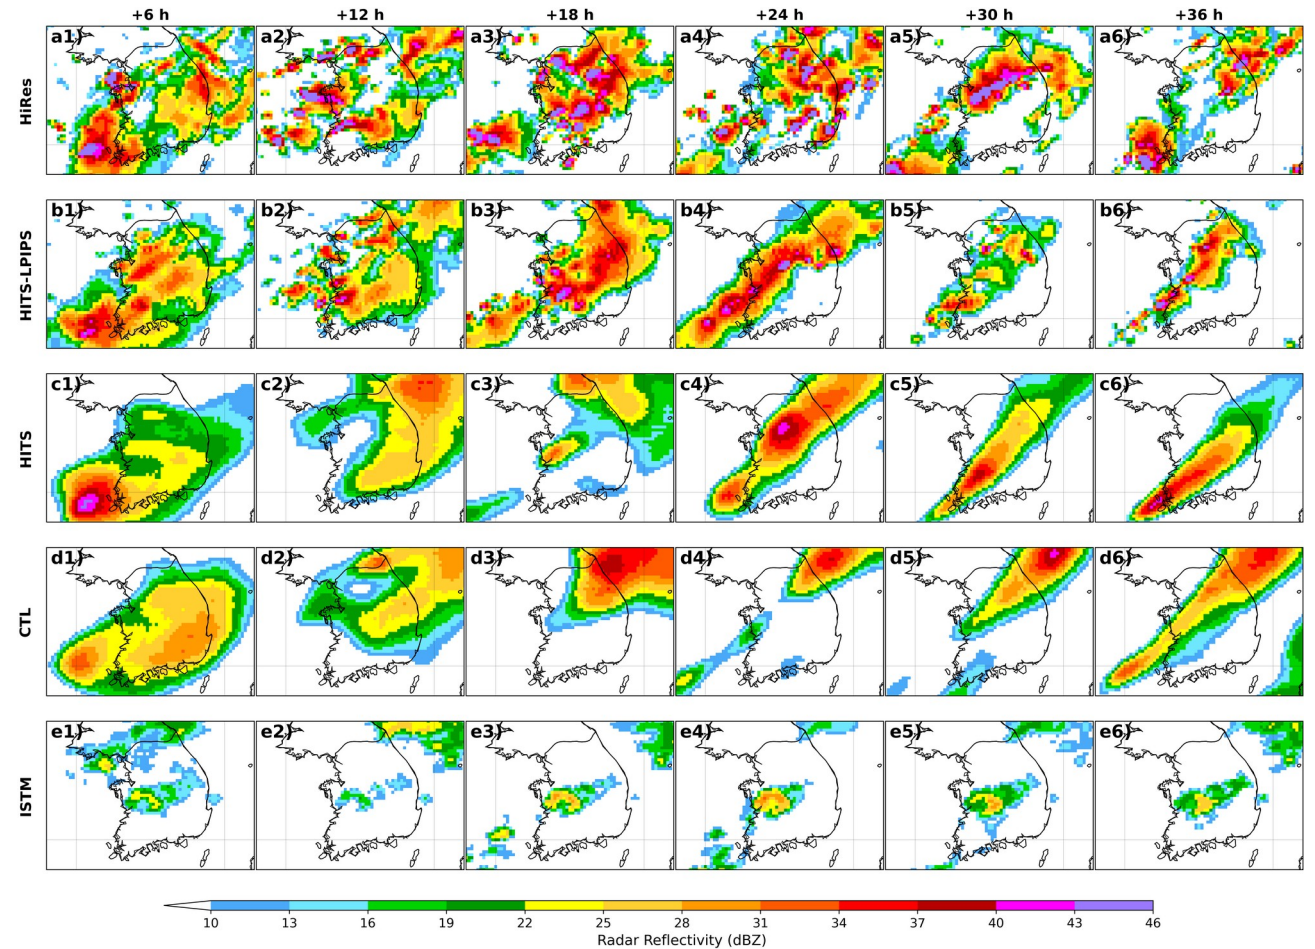 +6 h +12 h +18 h +24 h +30 h +36 h
HiRes
a1) a2) a3) a4) a5) a6)
HITS-LPIPS
b1) b2) b3) b4) b5) b6)
HITS
c1) c2) c3) c4) c5) c6)
CTL
d1) d2) d3) d4) d5) d6)
ISTM
e1) e2) e3) e4) e5) e6)
10 13 16 19 22 25 28 31 34 37 40 43 46
Radar Reflectivity (dBZ)